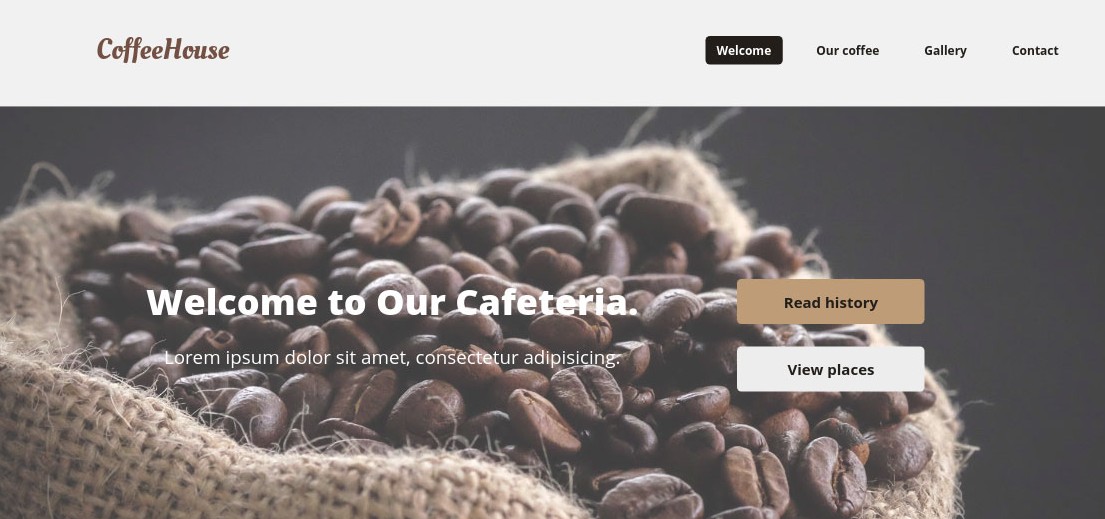 CoffeeHouse
Welcome
Our coffee
Gallery
Contact
Welcome to Our Cafeteria.
Lorem ipsum dolor sit amet, consectetur adipisicing.
Read history
View places